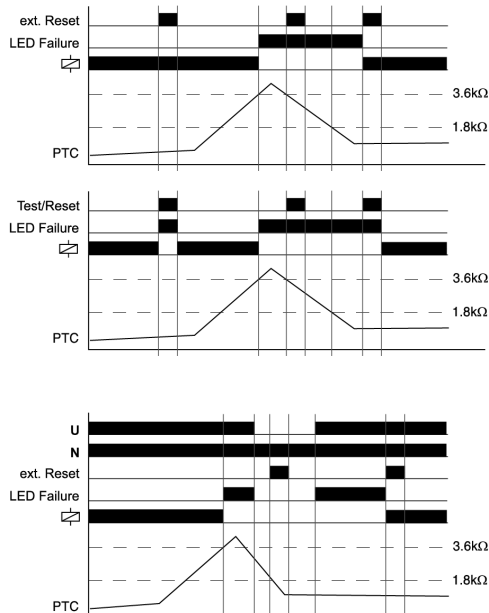 ext. Reset
LED Failure
3.6kΩ
1.8kΩ
PTC
Test/Reset
LED Failure
3.6kΩ
1.8kΩ
PTC
U
N
ext. Reset
LED Failure
3.6kΩ
1.8kΩ
PTC